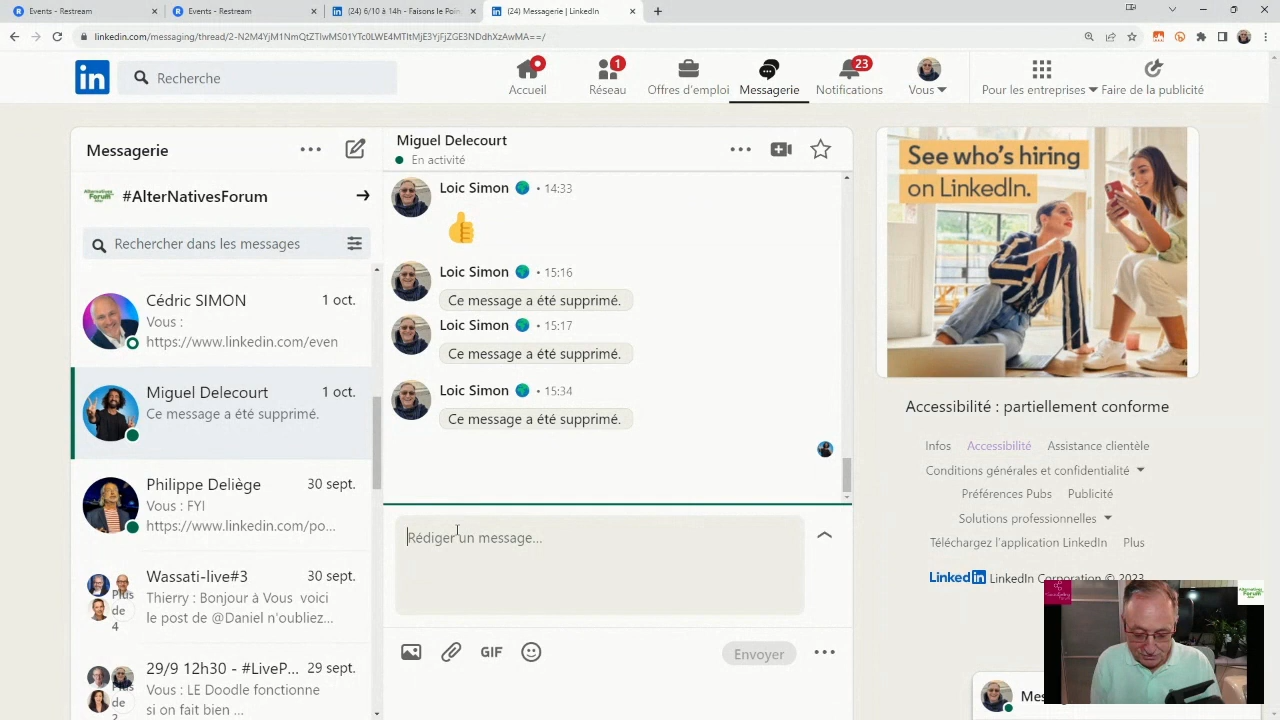 Events - Restream
Events - Restream
(24) 6/10 à 14h - Faisons le Poin
(24) Messagerie | LinkedIn
in
Recherche
Accueil
1
Réseau
Offres d'emploi
Messagerie
23
Notifications
Vous
Pour les entreprises
Faire de la publicité
Messagerie
#AlterNativesForum
Rechercher dans les messages
Cédric SIMON
1 oct.
Vous :
https://www.linkedin.com/even
Miguel Delecourt
1 oct.
Ce message a été supprimé.
Philippe Deliège
30 sept.
Vous : FYI
https://www.linkedin.com/po...
Wassati-live#3
30 sept.
Thierry : Bonjour à Vous voici
le post de @Daniel n'oubliez...
Plus
de
4
29/9 12h30 - #LiveP...
29 sept.
Vous : LE Doodle fonctionne
si on fait bien ...
Plus
de
Miguel Delecourt
En activité
Loic Simon • 14:33
Loic Simon • 15:16
Ce message a été supprimé.
Loic Simon • 15:17
Ce message a été supprimé.
Loic Simon • 15:34
Ce message a été supprimé.
Rédiger un message...
GIF
Envoyer
See who's hiring
on LinkedIn.
Accessibilité : partiellement conforme
Infos
Accessibilité
Assistance clientèle
Conditions générales et confidentialité
Préférences Pubs
Publicité
Solutions professionnelles
Téléchargez l'application LinkedIn
Plus
Linkedin LinkedIn Corporation © 2023
Mes